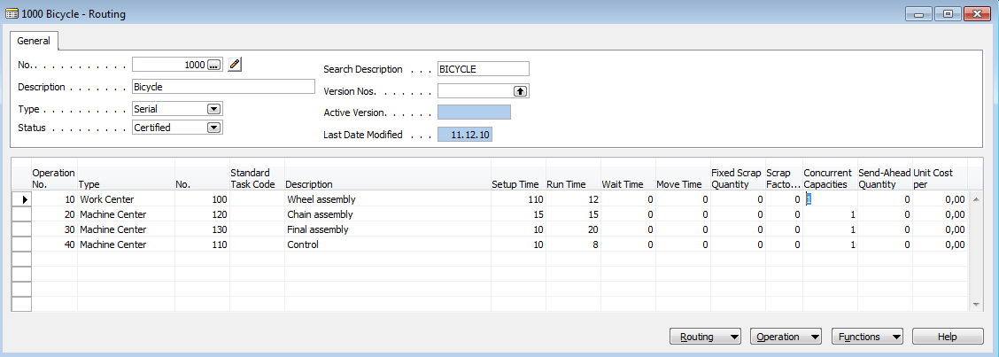 1000 Bicycle - Routing
General
No. . . . . . . . . . . . 1000 ...
Description . . . . . . . Bicycle
Type . . . . . . . . . . Serial
Status . . . . . . . . . Certified
Search Description . . . BICYCLE
Version Nos. . . . . . .
Active Version. . . . . .
Last Date Modified . . . 11.12.10
Operation No. Type No. Standard Task Code Description Setup Time Run Time Wait Time Move Time Fixed Scrap Quantity Scrap Facto... Concurrent Capacities Send-Ahead Quantity Unit Cost per
10 Work Center 100 Wheel assembly 110 12 0 0 0 0 1 0 0,00
20 Machine Center 120 Chain assembly 15 15 0 0 0 0 1 0 0,00
30 Machine Center 130 Final assembly 10 20 0 0 0 0 1 0 0,00
40 Machine Center 110 Control 10 8 0 0 0 0 1 0 0,00
Routing Operation Functions Help